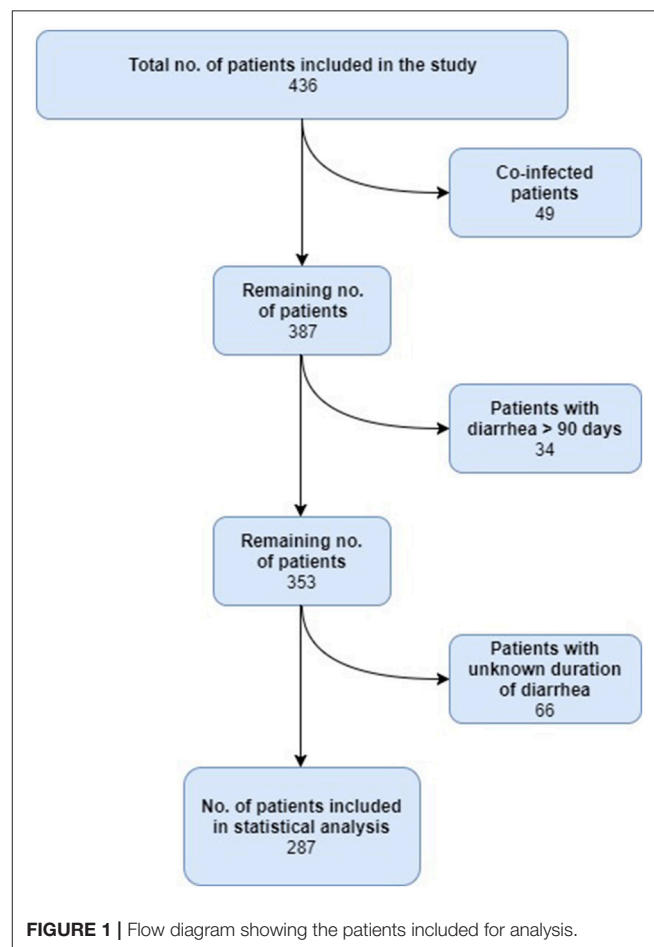 Total no. of patients included in the study
436
Co-infected
patients
49
Remaining no.
of patients
387
Patients with
diarrhea > 90 days
34
Remaining no.
of patients
353
Patients with
unknown duration
of diarrhea
66
No. of patients included
in statistical analysis
287
FIGURE 1 | Flow diagram showing the patients included for analysis.